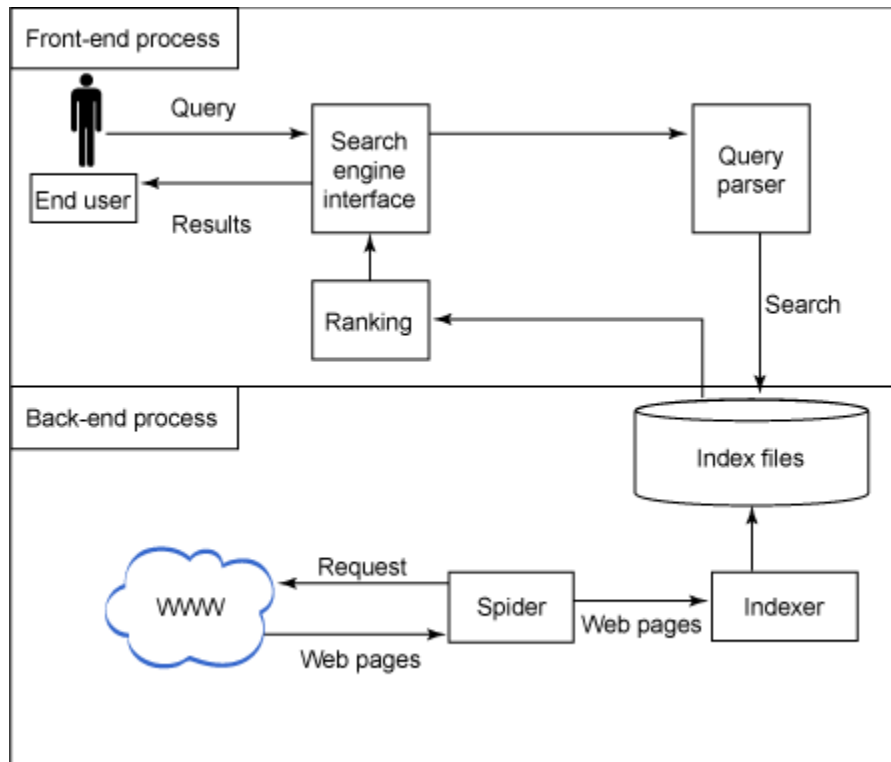 Front-end process
Query
Search
engine
interface
Query
parser
End user
Results
Ranking
Search
Back-end process
Index files
Request
WWW
Spider
Indexer
Web pages
Web pages